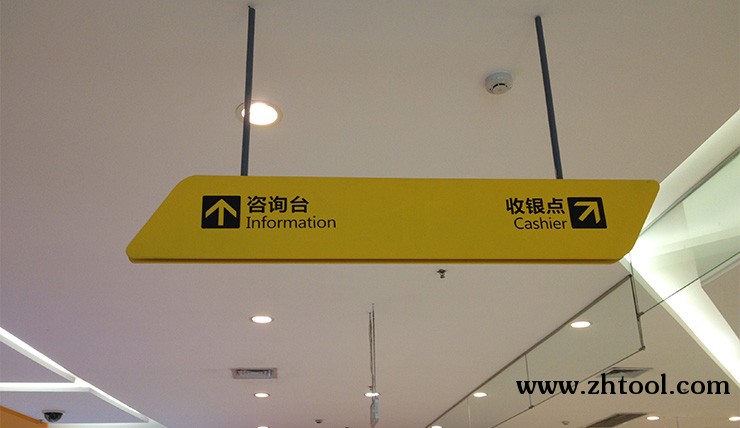 咨询台
Information
收银点
Cashier
www.zhtool.com